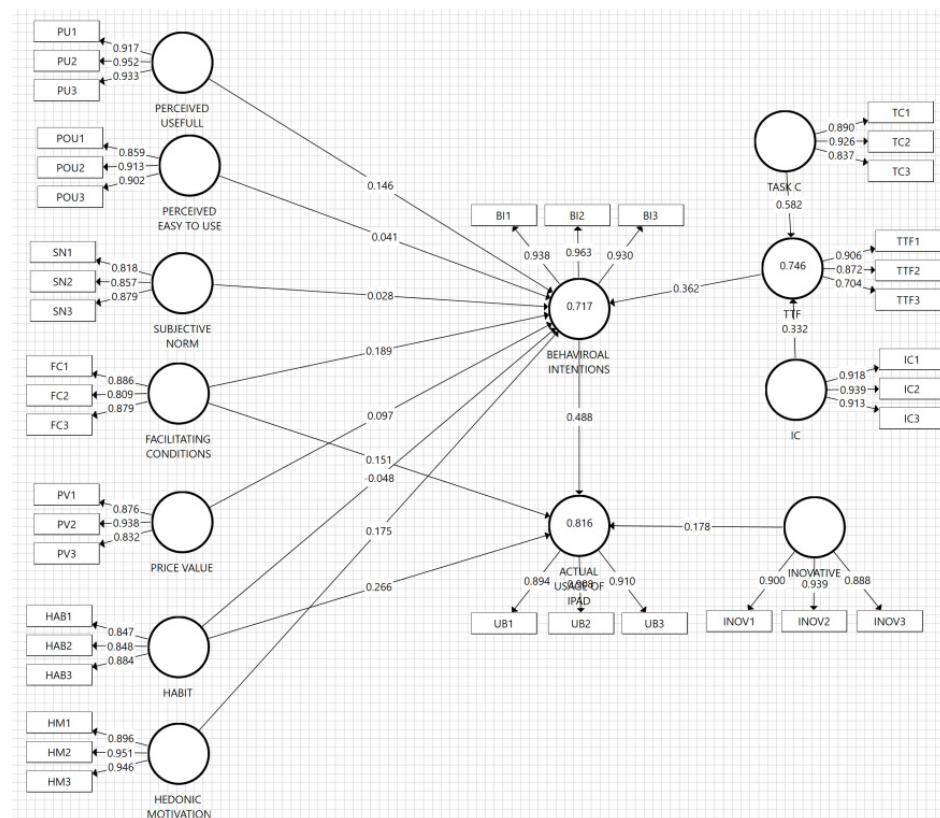 PU1
0.917
PU2
0.952
PU3
0.933
PERCEIVED
USEFULL
POU1
0.859
POU2
0.913
POU3
0.902
PERCEIVED
EASY TO USE
SN1
0.818
SN2
0.857
SN3
0.879
SUBJECTIVE
NORM
FC1
0.886
FC2
0.809
FC3
0.879
FACILITATING
CONDITIONS
PV1
0.876
PV2
0.938
PV3
0.832
PRICE VALUE
HAB1
0.847
HAB2
0.848
HAB3
0.884
HABIT
HM1
0.896
HM2
0.951
HM3
0.946
HEDONIC
MOTIVATION
0.146
0.041
0.028
0.189
0.097
0.151
-0.048
0.175
0.266
BI1
BI2
BI3
0.938
0.963
0.930
0.717
BEHAVIROAL
INTENTIONS
0.488
0.362
0.816
ACTUAL
USAGE OF
IPAD
0.894
0.910
UB1
UB2
UB3
TC1
0.890
TC2
0.926
TC3
0.837
TASK C
0.582
0.746
TTF1
0.906
TTF2
0.872
TTF3
0.704
TTF
0.332
IC1
0.918
IC2
0.939
IC3
0.913
IC
0.178
INOVATIVE
0.900
0.939
0.888
INOV1
INOV2
INOV3